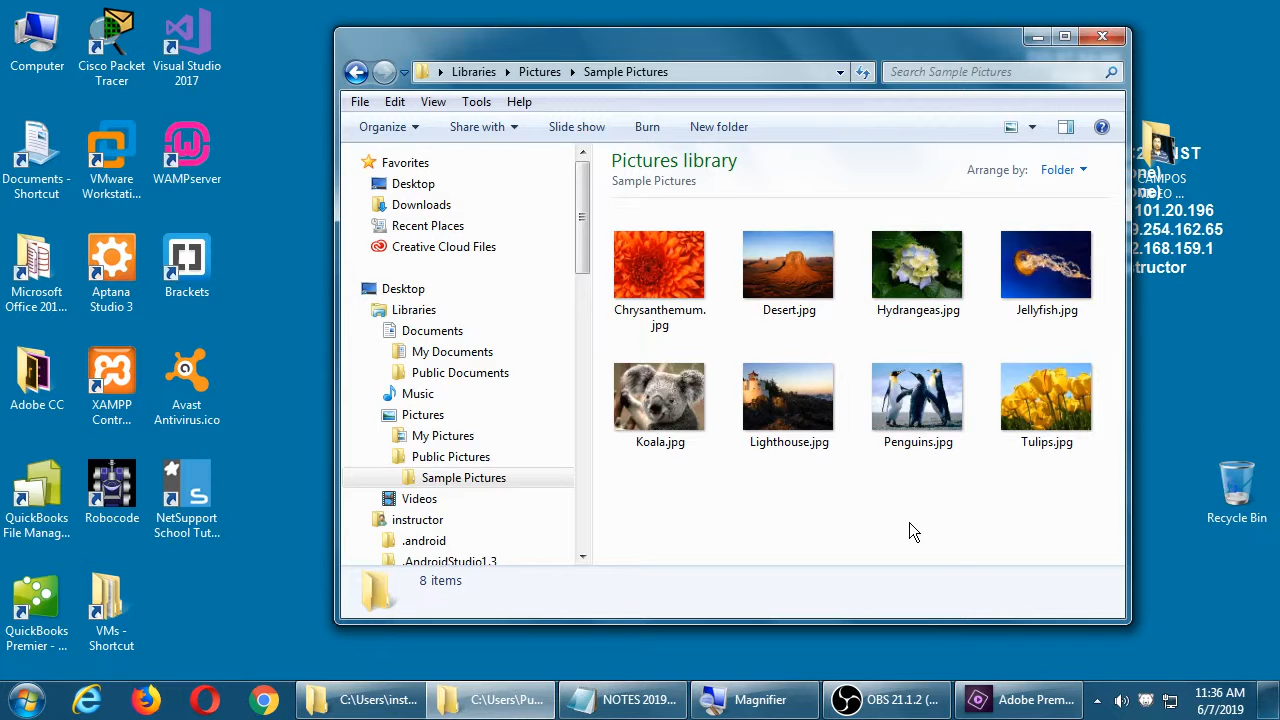 Computer
Cisco Packet
Tracer
Visual Studio
2017
Documents -
Shortcut
VMware
Workstati...
WAMPserver
Microsoft
Office 201...
Aptana
Studio 3
Brackets
Adobe CC
XAMPP
Contr...
Avast
Antivirus.ico
QuickBooks
File Manag...
Robocode
NetSupport
School Tut...
QuickBooks
Premier - ...
VMs -
Shortcut
Libraries
Pictures
Sample Pictures
Search Sample Pictures
File
Edit
View
Tools
Help
Organize
Share with
Slide show
Burn
New folder
Favorites
Desktop
Downloads
Recent Places
Creative Cloud Files
Desktop
Libraries
Documents
My Documents
Public Documents
Music
Pictures
My Pictures
Public Pictures
Sample Pictures
Videos
instructor
.android
.AndroidStudio1.3
Pictures library
Sample Pictures
Arrange by:
Folder
Chrysanthemum.
jpg
Desert.jpg
Hydrangeas.jpg
Jellyfish.jpg
Koala.jpg
Lighthouse.jpg
Penguins.jpg
Tulips.jpg
8 items
CAMPOS
...
101.20.196
.254.162.65
.168.159.1
Recycle Bin
C:\Users\inst...
C:\Users\Pu...
NOTES 2019...
Magnifier
OBS 21.1.2 (...
Adobe Prem...
11:36 AM
6/7/2019